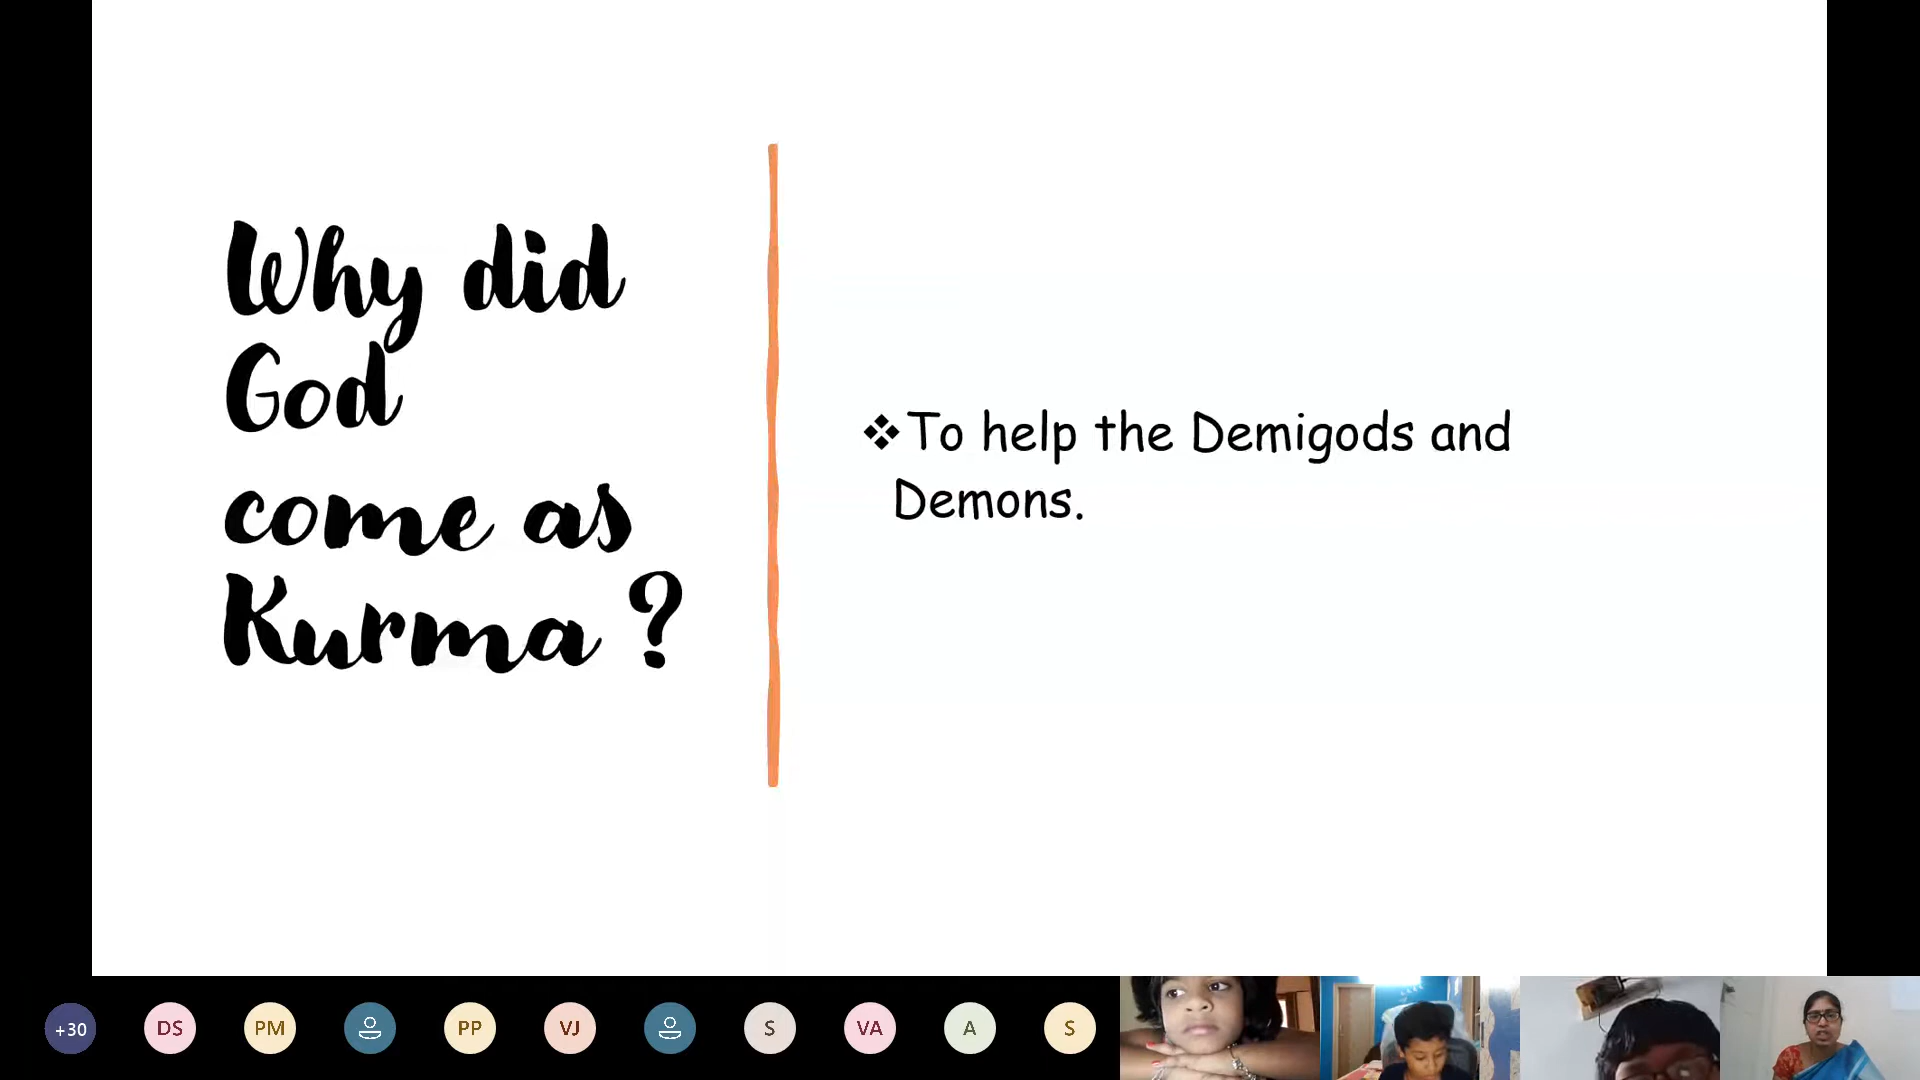 Why did
God
come as
Kurma ?
❖To help the Demigods and
Demons.
+30 DS PM PP VJ S VA A S